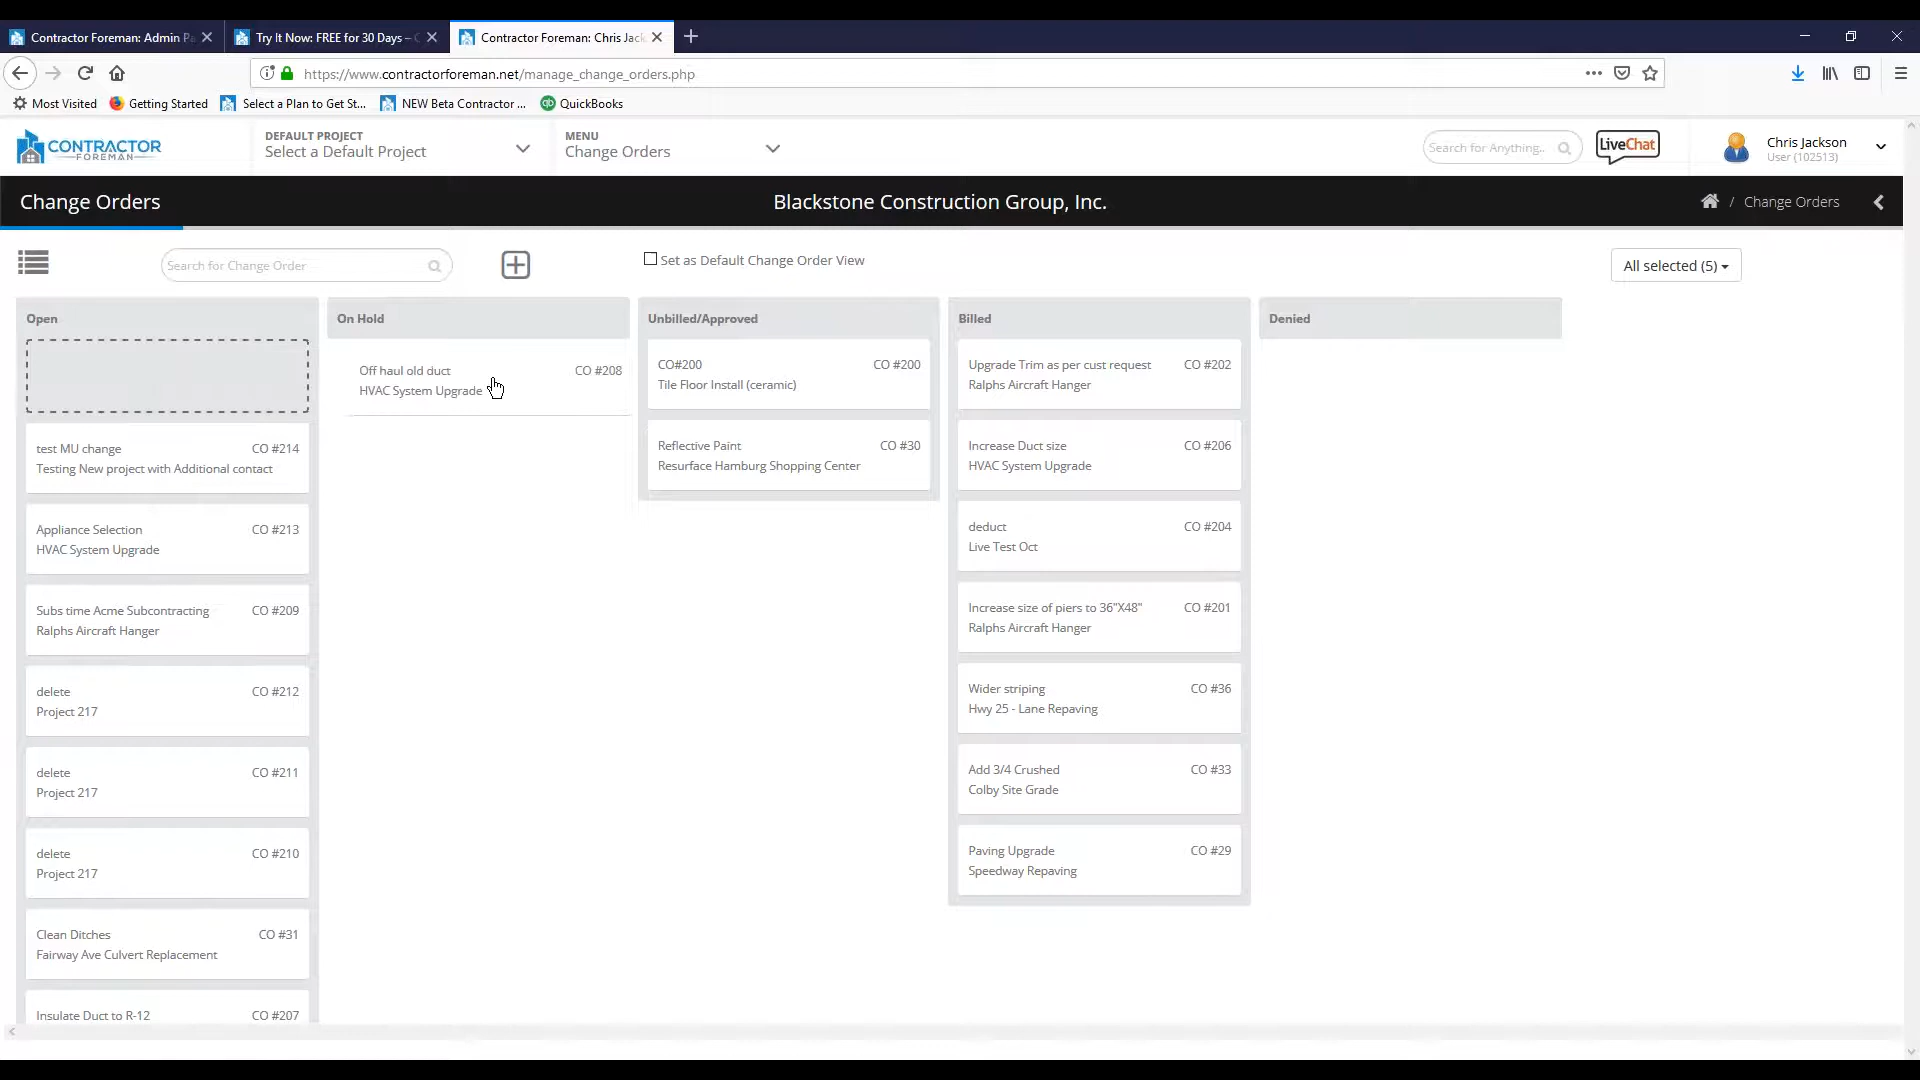 Contractor Foreman: Admin Pa
Try It Now: FREE for 30 Days – C
Contractor Foreman: Chris Jack
https://www.contractorforeman.net/manage_change_orders.php
Most Visited
Getting Started
Select a Plan to Get St...
NEW Beta Contractor ...
QuickBooks
CONTRACTOR
FOREMAN
DEFAULT PROJECT
Select a Default Project
MENU
Change Orders
Search for Anything..
LiveChat
Chris Jackson
User (102513)
Change Orders
Blackstone Construction Group, Inc.
/ Change Orders
Search for Change Order
Set as Default Change Order View
All selected (5)
Open
test MU change CO #214
Testing New project with Additional contact
Appliance Selection CO #213
HVAC System Upgrade
Subs time Acme Subcontracting CO #209
Ralphs Aircraft Hanger
delete CO #212
Project 217
delete CO #211
Project 217
delete CO #210
Project 217
Clean Ditches CO #31
Fairway Ave Culvert Replacement
Insulate Duct to R-12 CO #207
On Hold
Off haul old duct CO #208
HVAC System Upgrade
Unbilled/Approved
CO#200 CO #200
Tile Floor Install (ceramic)
Reflective Paint CO #30
Resurface Hamburg Shopping Center
Billed
Upgrade Trim as per cust request CO #202
Ralphs Aircraft Hanger
Increase Duct size CO #206
HVAC System Upgrade
deduct CO #204
Live Test Oct
Increase size of piers to 36"X48" CO #201
Ralphs Aircraft Hanger
Wider striping CO #36
Hwy 25 - Lane Repaving
Add 3/4 Crushed CO #33
Colby Site Grade
Paving Upgrade CO #29
Speedway Repaving
Denied